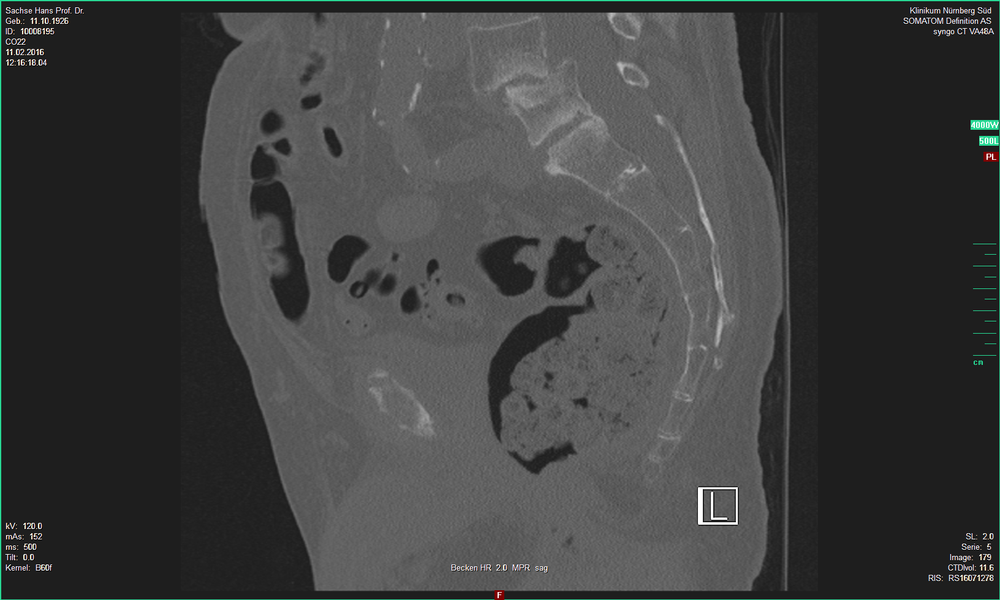 Sachse Hans Prof. Dr.
Geb.: 11.10.1926
ID: 10008195
CO22
11.02.2016
12:16:18.04
Klinikum Nürnberg Süd
SOMATOM Definition AS
syngo CT VA48A
4000W
500L
PL
cm
L
kV: 120.0
mAs: 152
ms: 500
Tilt: 0.0
Kernel: B60f
Becken HR 2.0 MPR sag
F
SL: 2.0
Serie: 5
Image: 179
CTDIvol: 11.6
RIS: RS16071278